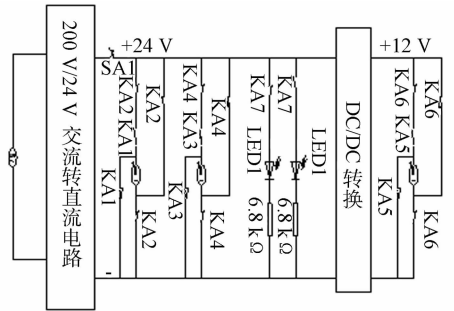 200 V/24 V 交流转直流电路
SA1
+24 V
KA2
KA1
KA2
KA1
KA2
KA4
KA3
KA4
KA3
KA4
KA7
KA7
LED1
LED1
6.8 kΩ
6.8 kΩ
DC/DC 转换
+12 V
KA6
KA5
KA6
KA5
KA6
-